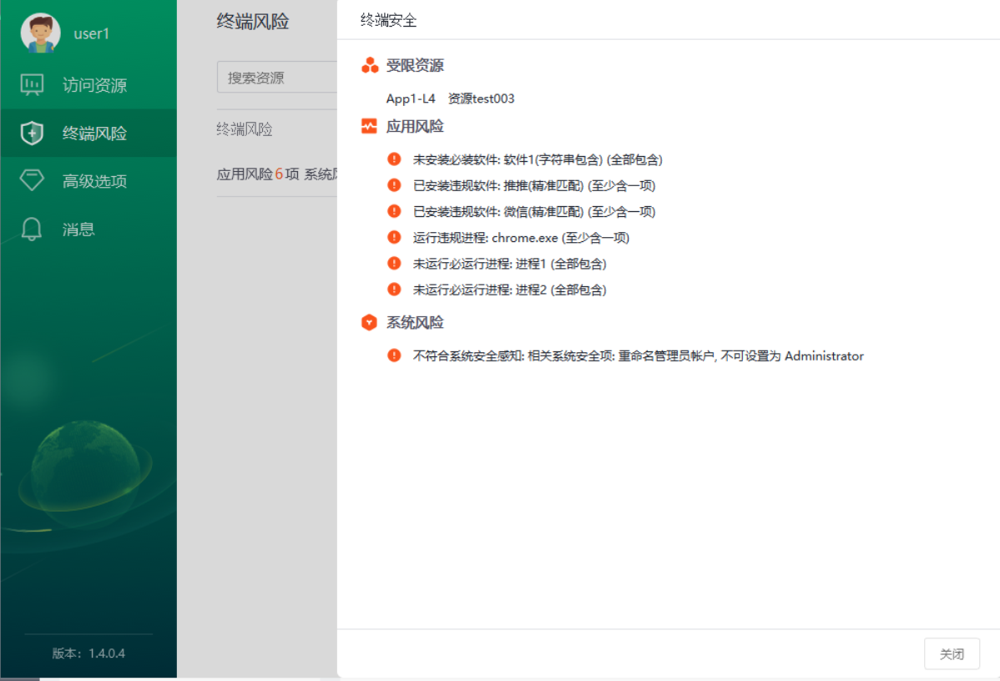 user1
访问资源
终端风险
高级选项
消息
版本：1.4.0.4
终端风险
搜索资源
终端风险
应用风险6项 系统
终端安全
受限资源
App1-L4 资源test003
应用风险
未安装必装软件: 软件1(字符串包含) (全部包含)
已安装违规软件: 推推(精准匹配) (至少含一项)
已安装违规软件: 微信(精准匹配) (至少含一项)
运行违规进程: chrome.exe (至少含一项)
未运行必运行进程: 进程1 (全部包含)
未运行必运行进程: 进程2 (全部包含)
系统风险
不符合系统安全感知: 相关系统安全项: 重命名管理员帐户, 不可设置为 Administrator
关闭